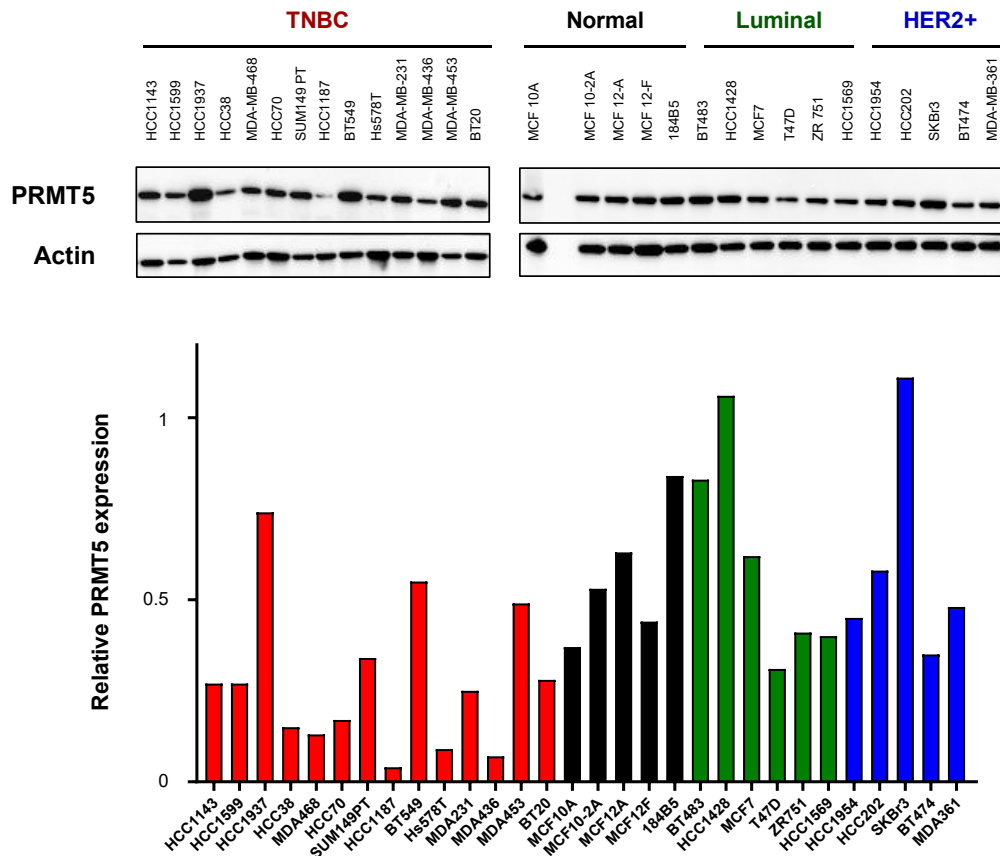 TNBC Normal Luminal HER2+
HCC1143 HCC1599 HCC1937 HCC38 MDA-MB-468 HCC70 SUM149 PT HCC1187 BT549 Hs578T MDA-MB-231 MDA-MB-436 MDA-MB-453 BT20 MCF 10A MCF 10-2A MCF 12-A MCF 12-F 184B5 BT483 HCC1428 MCF7 T47D ZR 751 HCC1569 HCC1954 HCC202 SKBr3 BT474 MDA-MB-361
PRMT5
Actin
Relative PRMT5 expression
1
0.5
0
HCC1143 HCC1599 HCC1937 HCC38 MDA468 HCC70 SUM149PT HCC1187 BT549 Hs578T MDA231 MDA436 MDA453 BT20 MCF10A MCF10-2A MCF12A MCF12F 184B5 BT483 HCC1428 MCF7 T47D ZR751 HCC1569 HCC1954 HCC202 SKBr3 BT474 MDA361